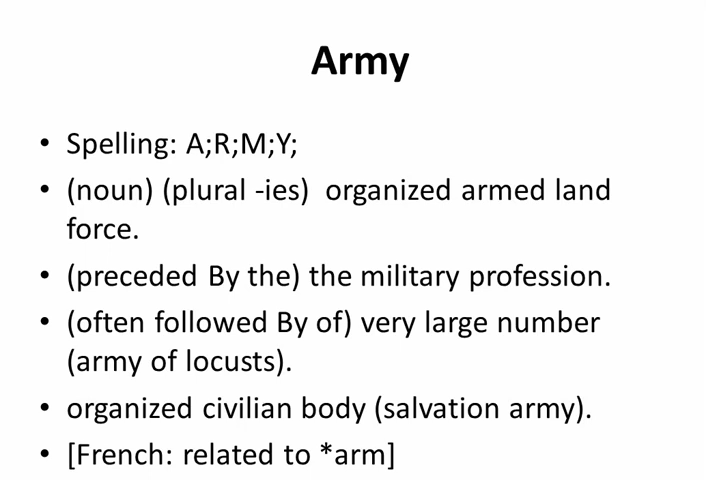 Army
• Spelling: A;R;M;Y;
• (noun) (plural -ies)  organized armed land
force.
• (preceded By the) the military profession.
• (often followed By of) very large number
(army of locusts).
• organized civilian body (salvation army).
• [French: related to *arm]